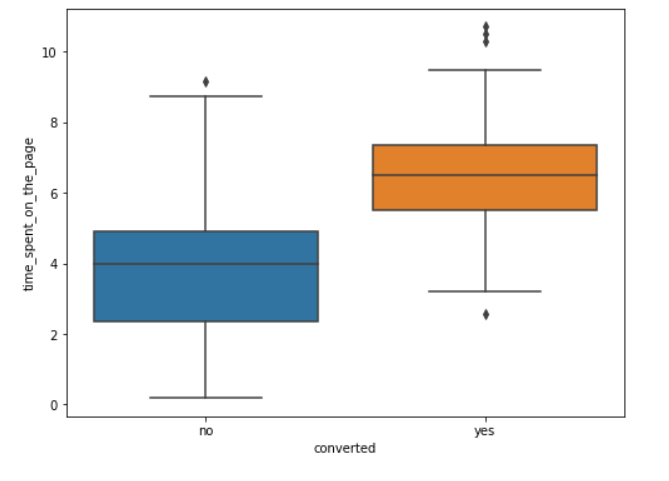 time_spent_on_the_page
10
8
6
4
2
0
no
yes
converted